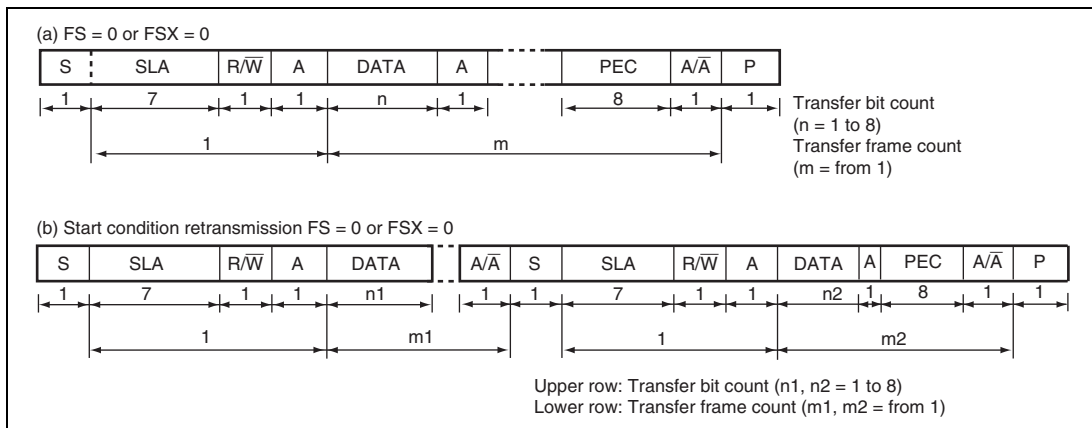 (a) FS = 0 or FSX = 0
S SLA R/W̅ A DATA A PEC A/A̅ P
1 7 1 1 n 1 8 1 1
Transfer bit count
(n = 1 to 8)
1 m
Transfer frame count
(m = from 1)
(b) Start condition retransmission FS = 0 or FSX = 0
S SLA R/W̅ A DATA A/A̅ S SLA R/W̅ A DATA A PEC A/A̅ P
1 7 1 1 n1 1 1 7 1 1 n2 1 8 1 1
1 m1 1 m2
Upper row: Transfer bit count (n1, n2 = 1 to 8)
Lower row: Transfer frame count (m1, m2 = from 1)